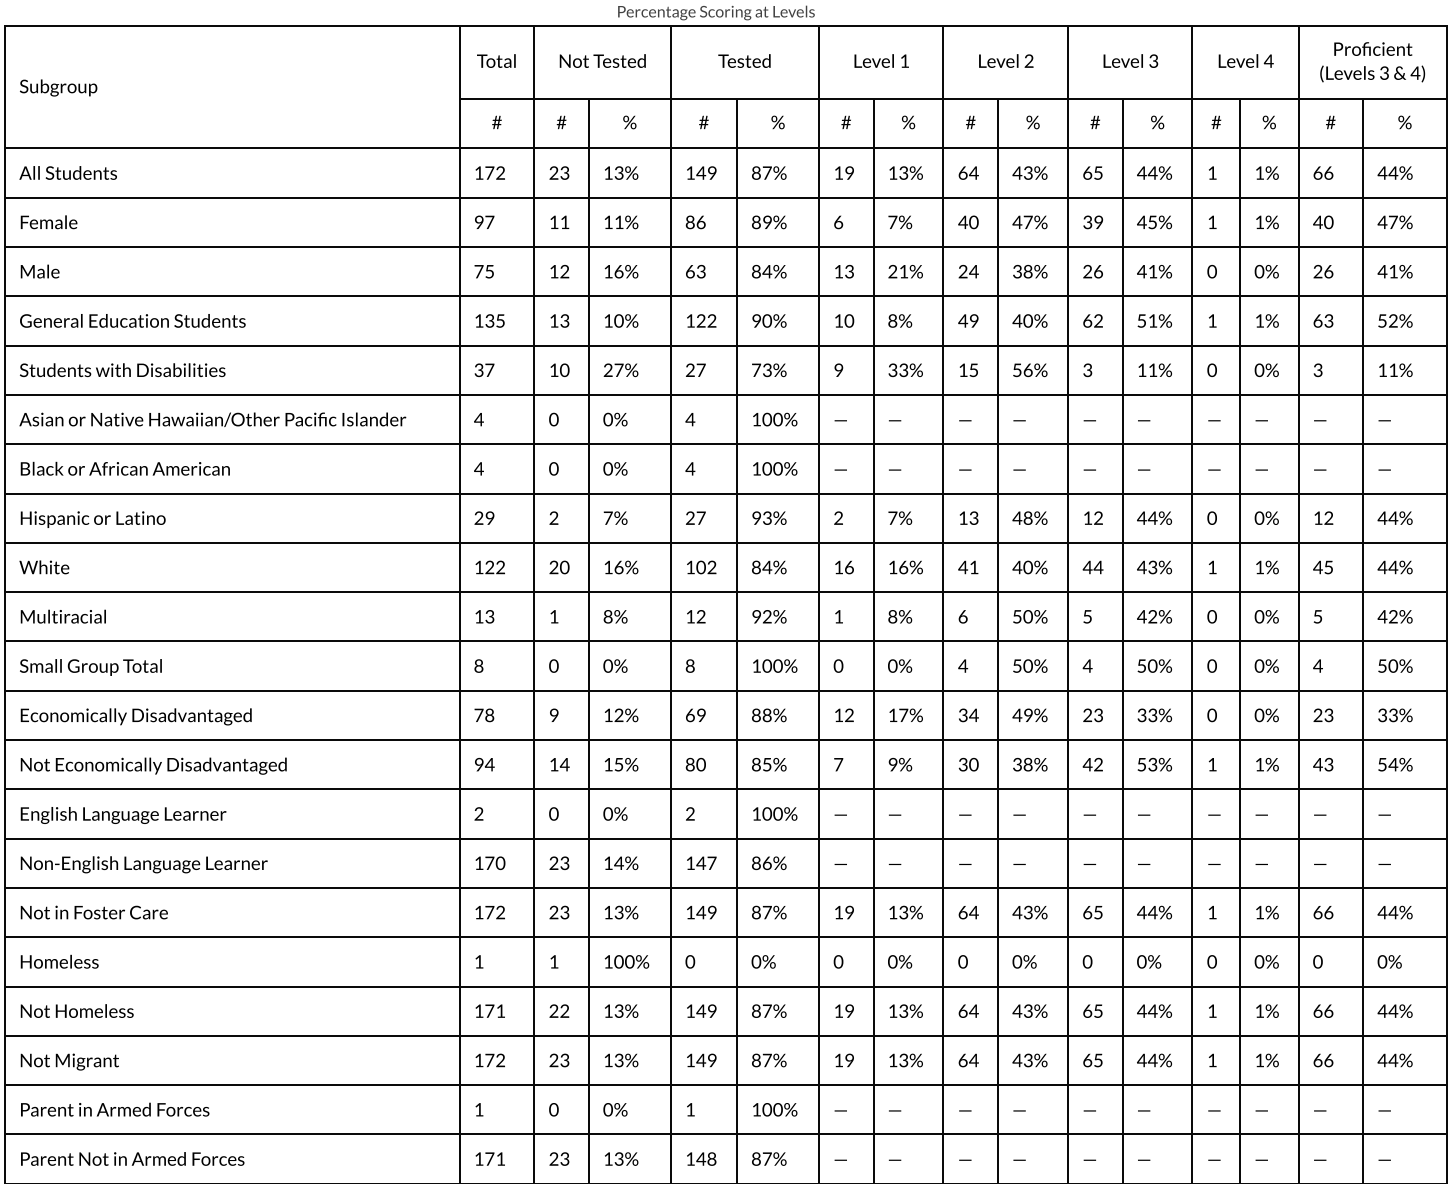 Percentage Scoring at Levels
Subgroup Total Not Tested Tested Level 1 Level 2 Level 3 Level 4 Proficient (Levels 3 & 4)
# # % # % # % # % # % # % # %
All Students 172 23 13% 149 87% 19 13% 64 43% 65 44% 1 1% 66 44%
Female 97 11 11% 86 89% 6 7% 40 47% 39 45% 1 1% 40 47%
Male 75 12 16% 63 84% 13 21% 24 38% 26 41% 0 0% 26 41%
General Education Students 135 13 10% 122 90% 10 8% 49 40% 62 51% 1 1% 63 52%
Students with Disabilities 37 10 27% 27 73% 9 33% 15 56% 3 11% 0 0% 3 11%
Asian or Native Hawaiian/Other Pacific Islander 4 0 0% 4 100% — — — — — — — — — —
Black or African American 4 0 0% 4 100% — — — — — — — — — —
Hispanic or Latino 29 2 7% 27 93% 2 7% 13 48% 12 44% 0 0% 12 44%
White 122 20 16% 102 84% 16 16% 41 40% 44 43% 1 1% 45 44%
Multiracial 13 1 8% 12 92% 1 8% 6 50% 5 42% 0 0% 5 42%
Small Group Total 8 0 0% 8 100% 0 0% 4 50% 4 50% 0 0% 4 50%
Economically Disadvantaged 78 9 12% 69 88% 12 17% 34 49% 23 33% 0 0% 23 33%
Not Economically Disadvantaged 94 14 15% 80 85% 7 9% 30 38% 42 53% 1 1% 43 54%
English Language Learner 2 0 0% 2 100% — — — — — — — — — —
Non-English Language Learner 170 23 14% 147 86% — — — — — — — — — —
Not in Foster Care 172 23 13% 149 87% 19 13% 64 43% 65 44% 1 1% 66 44%
Homeless 1 1 100% 0 0% 0 0% 0 0% 0 0% 0 0% 0 0%
Not Homeless 171 22 13% 149 87% 19 13% 64 43% 65 44% 1 1% 66 44%
Not Migrant 172 23 13% 149 87% 19 13% 64 43% 65 44% 1 1% 66 44%
Parent in Armed Forces 1 0 0% 1 100% — — — — — — — — — —
Parent Not in Armed Forces 171 23 13% 148 87% — — — — — — — — — —